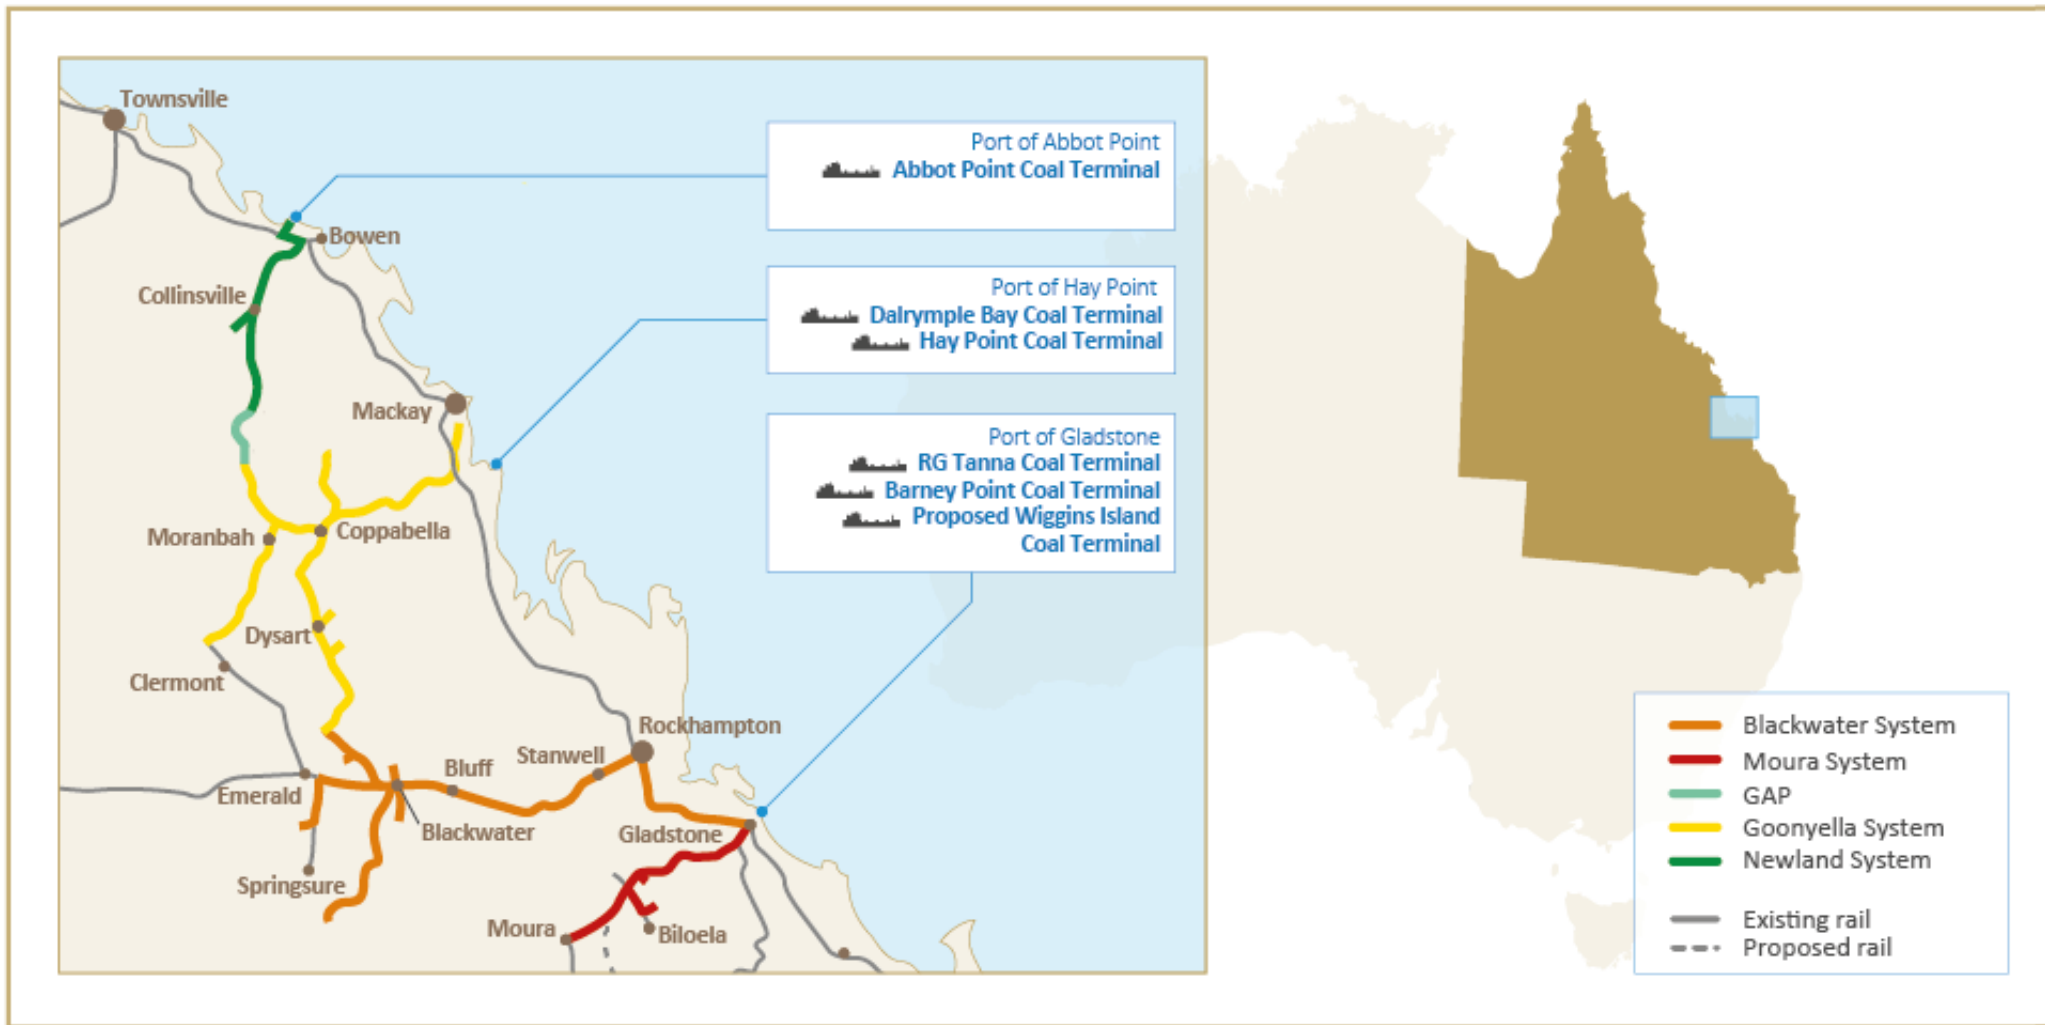 Townsville
Port of Abbot Point
Abbot Point Coal Terminal
Bowen
Collinsville
Port of Hay Point
Dalrymple Bay Coal Terminal
Hay Point Coal Terminal
Mackay
Port of Gladstone
RG Tanna Coal Terminal
Barney Point Coal Terminal
Proposed Wiggins Island
Coal Terminal
Moranbah
Coppabella
Dysart
Clermont
Rockhampton
Stanwell
Bluff
Emerald
Blackwater
Gladstone
Springsure
Moura
Biloela
Blackwater System
Moura System
GAP
Goonyella System
Newland System
Existing rail
Proposed rail